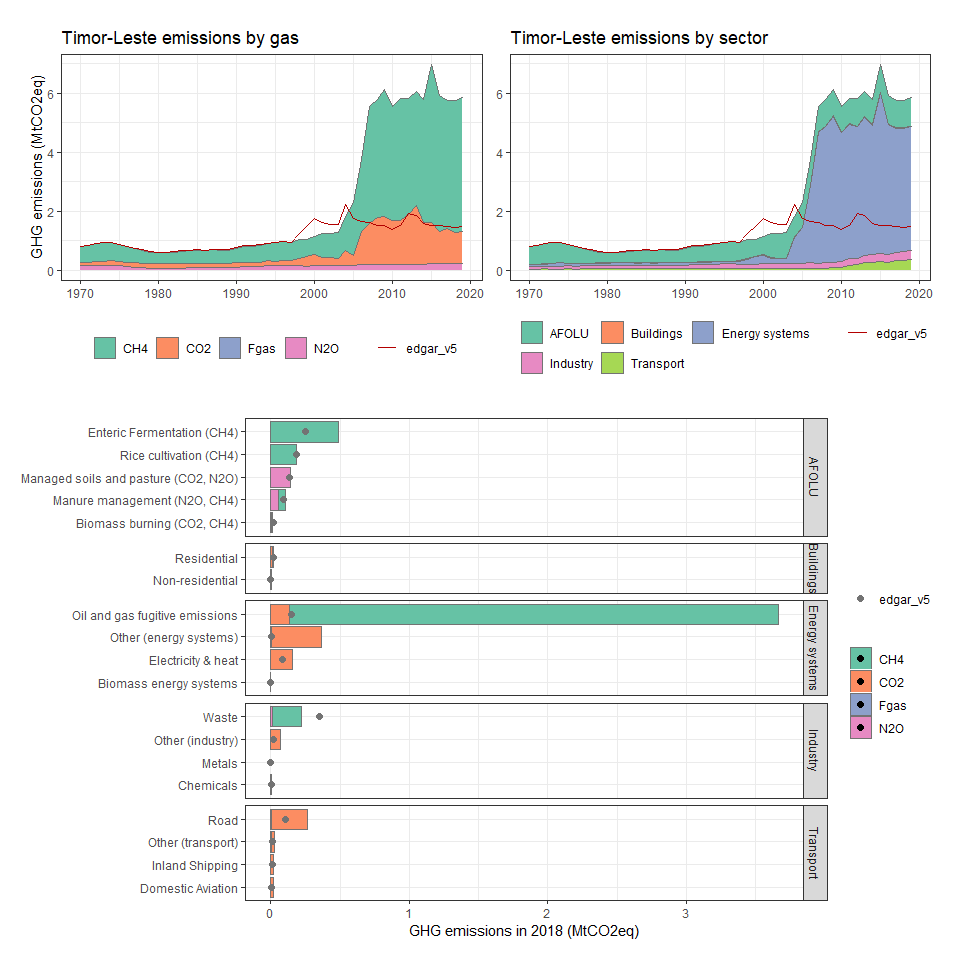 Timor-Leste emissions by gas
GHG emissions (MtCO2eq)
6
4
2
0
1970 1980 1990 2000 2010 2020
CH4 CO2 Fgas N2O edgar_v5
Timor-Leste emissions by sector
6
4
2
0
1970 1980 1990 2000 2010 2020
AFOLU Buildings Energy systems edgar_v5
Industry Transport
Enteric Fermentation (CH4)
Rice cultivation (CH4)
Managed soils and pasture (CO2, N2O)
Manure management (N2O, CH4)
Biomass burning (CO2, CH4)
AFOLU
Residential
Non-residential
Buildings
Oil and gas fugitive emissions
Other (energy systems)
Electricity & heat
Biomass energy systems
Energy systems
Waste
Other (industry)
Metals
Chemicals
Industry
Road
Other (transport)
Inland Shipping
Domestic Aviation
Transport
0 1 2 3
GHG emissions in 2018 (MtCO2eq)
edgar_v5
CH4
CO2
Fgas
N2O